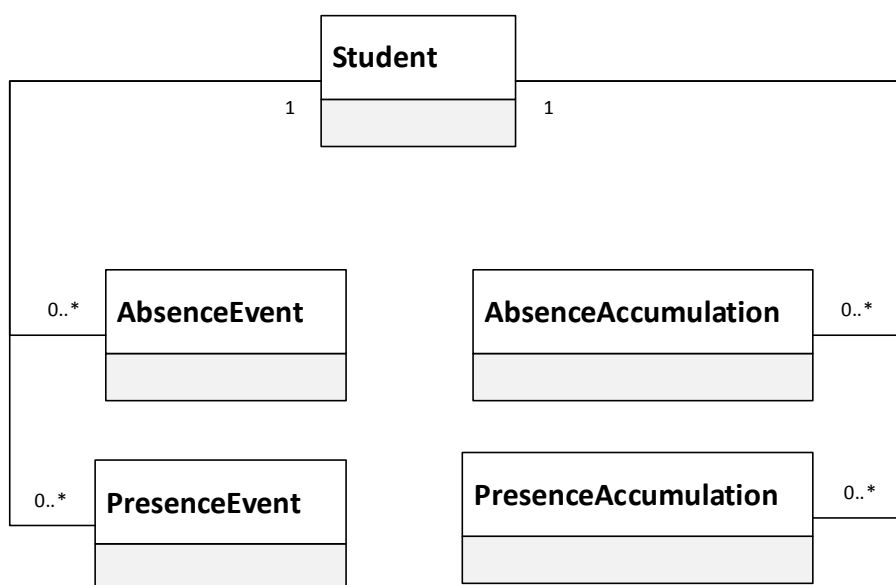 Student
1
1
0..*
AbsenceEvent
AbsenceAccumulation
0..*
0..*
PresenceEvent
PresenceAccumulation
0..*